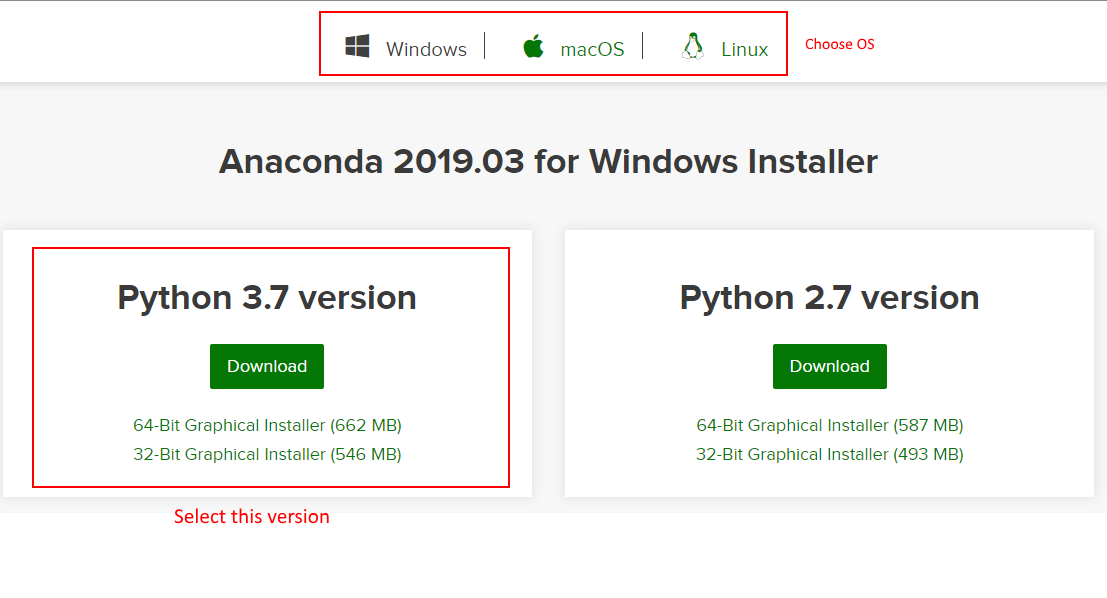 Windows macOS Linux Choose OS
Anaconda 2019.03 for Windows Installer
Python 3.7 version
Download
64-Bit Graphical Installer (662 MB)
32-Bit Graphical Installer (546 MB)
Select this version
Python 2.7 version
Download
64-Bit Graphical Installer (587 MB)
32-Bit Graphical Installer (493 MB)